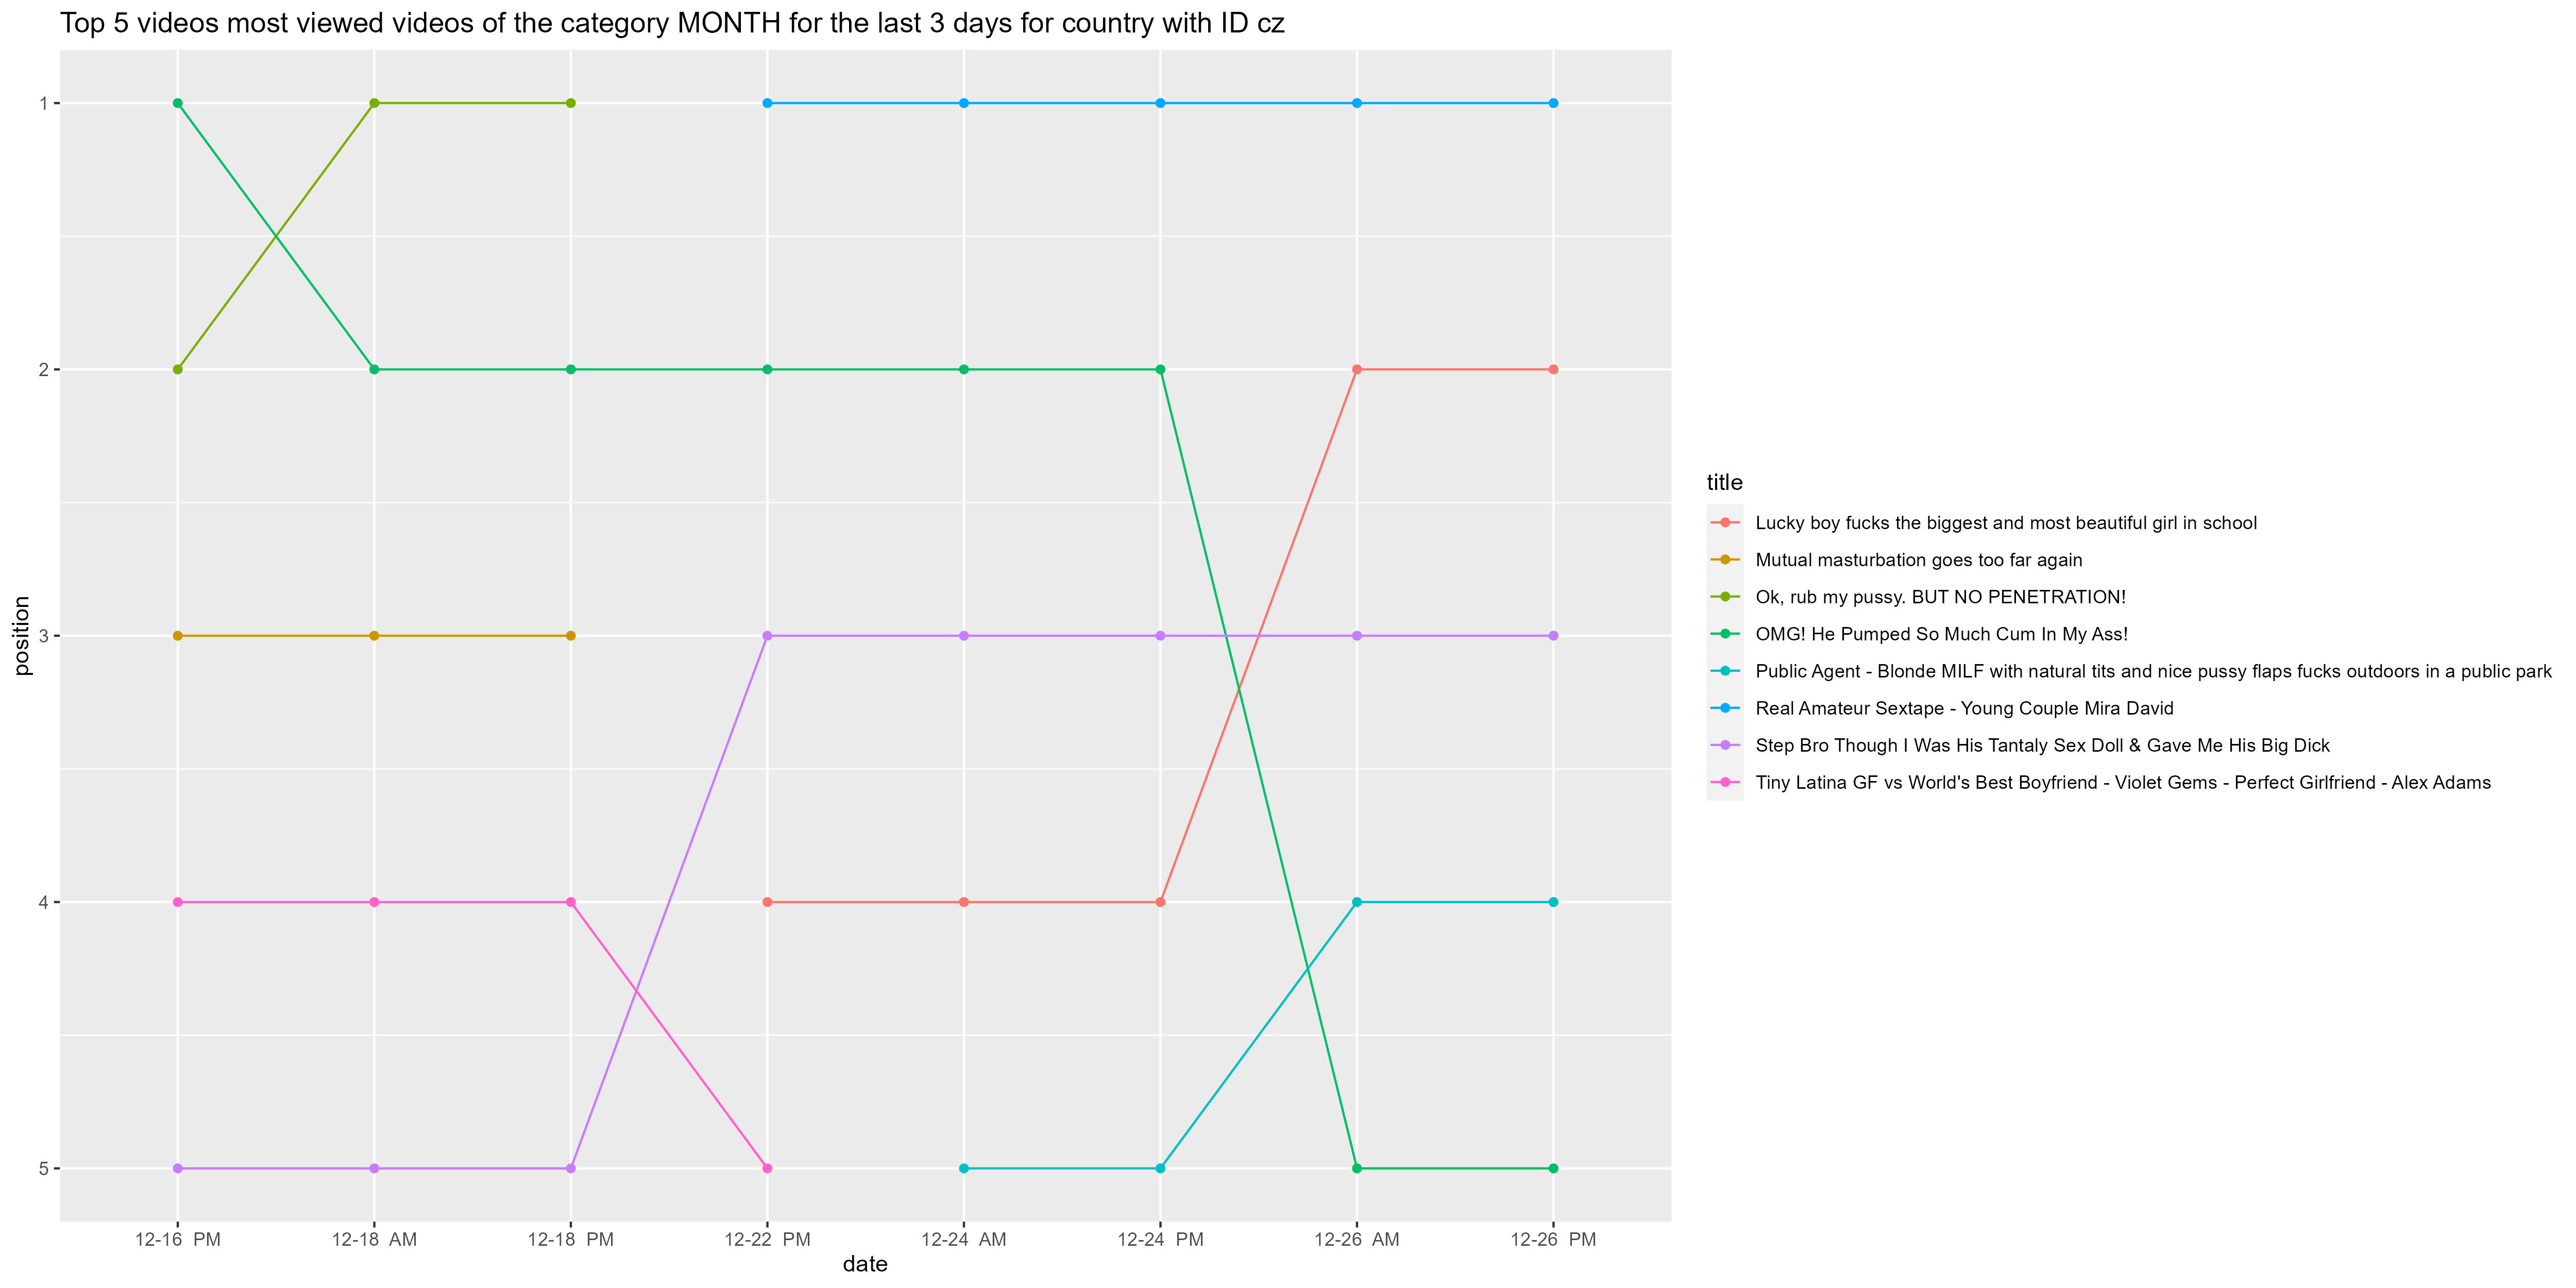 Top 5 videos most viewed videos of the category MONTH for the last 3 days for country with ID cz
position
1
2
3
4
5
12-16 PM
12-18 AM
12-18 PM
12-22 PM
12-24 AM
12-24 PM
12-26 AM
12-26 PM
date
title
Lucky boy fucks the biggest and most beautiful girl in school
Mutual masturbation goes too far again
Ok, rub my pussy. BUT NO PENETRATION!
OMG! He Pumped So Much Cum In My Ass!
Public Agent - Blonde MILF with natural tits and nice pussy flaps fucks outdoors in a public park
Real Amateur Sextape - Young Couple Mira David
Step Bro Though I Was His Tantaly Sex Doll & Gave Me His Big Dick
Tiny Latina GF vs World's Best Boyfriend - Violet Gems - Perfect Girlfriend - Alex Adams